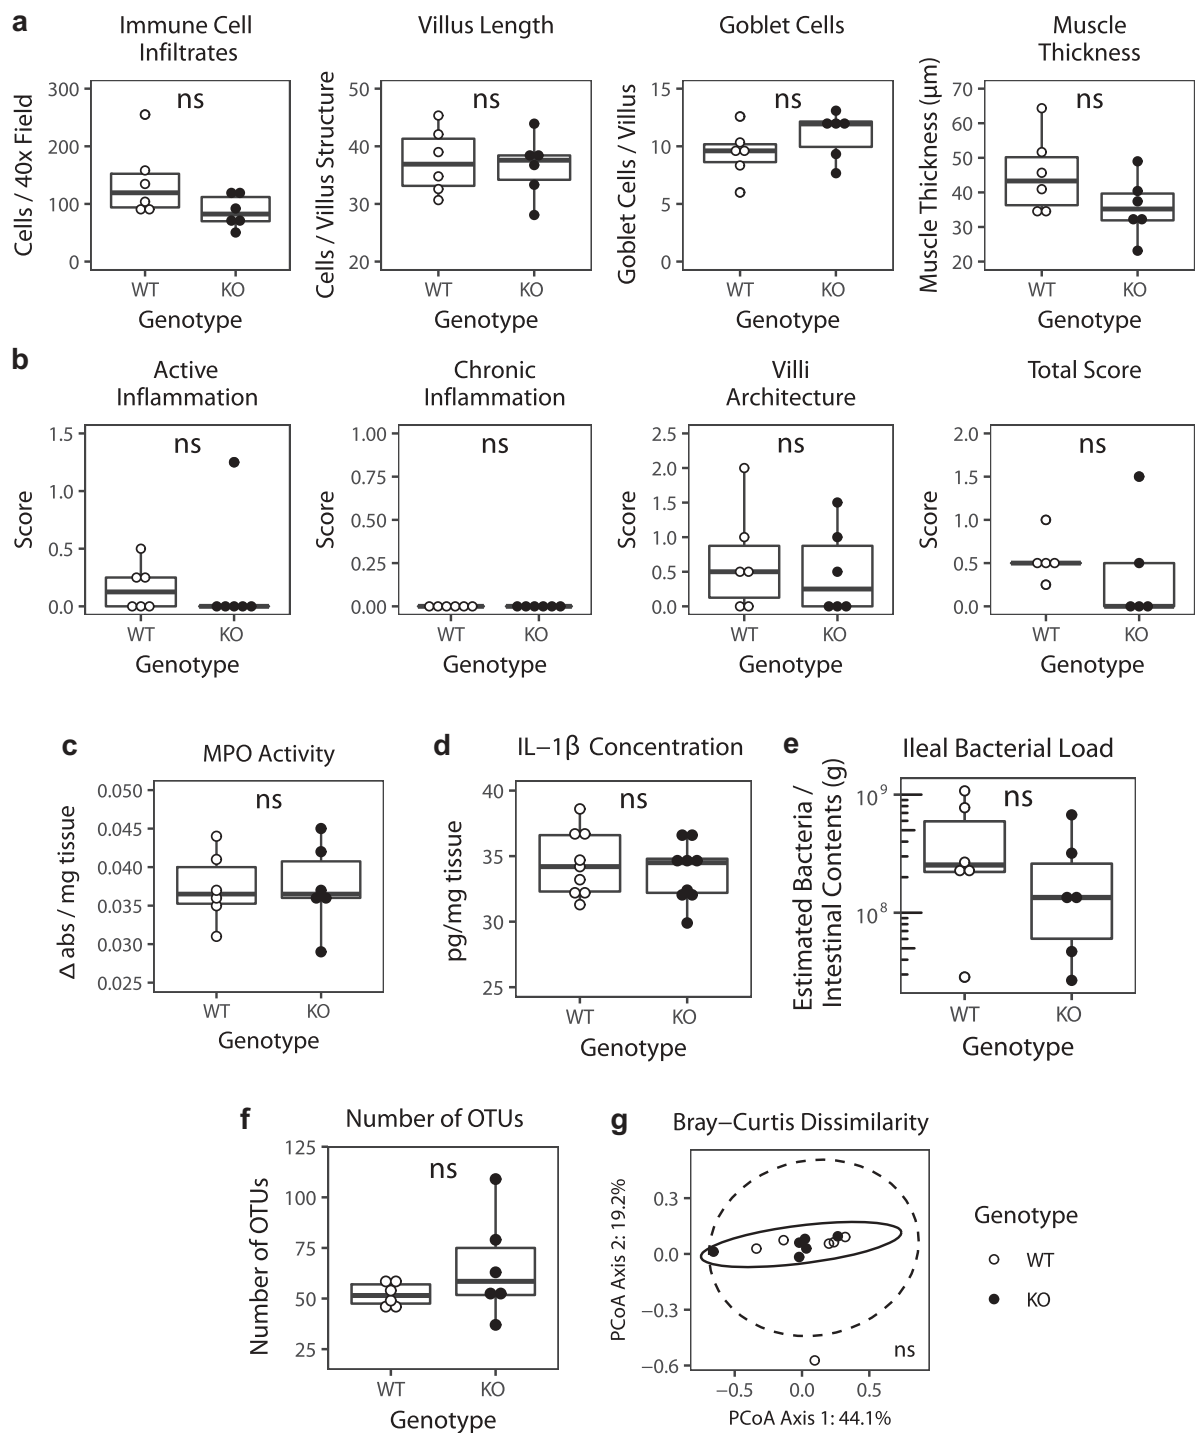 a
Immune Cell
Infiltrates
Cells / 40x Field
300
200
100
0
ns
WT
KO
Genotype
Villus Length
Cells / Villus Structure
50
40
30
20
ns
WT
KO
Genotype
Goblet Cells
Goblet Cells / Villus
15
10
5
0
ns
WT
KO
Genotype
Muscle
Thickness
Muscle Thickness (μm)
70
60
50
40
30
20
ns
WT
KO
Genotype
b
Active
Inflammation
Score
1.5
1.0
0.5
0.0
ns
WT
KO
Genotype
Chronic
Inflammation
Score
1.00
0.75
0.50
0.25
0.00
ns
WT
KO
Genotype
Villi
Architecture
Score
2.5
2.0
1.5
1.0
0.5
0.0
ns
WT
KO
Genotype
Total Score
Score
2.0
1.5
1.0
0.5
0.0
ns
WT
KO
Genotype
c
MPO Activity
Δ abs / mg tissue
0.050
0.045
0.040
0.035
0.030
0.025
ns
WT
KO
Genotype
d
IL−1β Concentration
pg/mg tissue
40
35
30
25
ns
WT
KO
Genotype
e
Ileal Bacterial Load
Estimated Bacteria /
Intestinal Contents (g)
10⁹
10⁸
ns
WT
KO
Genotype
f
Number of OTUs
Number of OTUs
125
100
75
50
25
ns
WT
KO
Genotype
g
Bray−Curtis Dissimilarity
PCoA Axis 2: 19.2%
0.3
0.0
−0.3
−0.6
ns
−0.5
0.0
0.5
PCoA Axis 1: 44.1%
Genotype
WT
KO